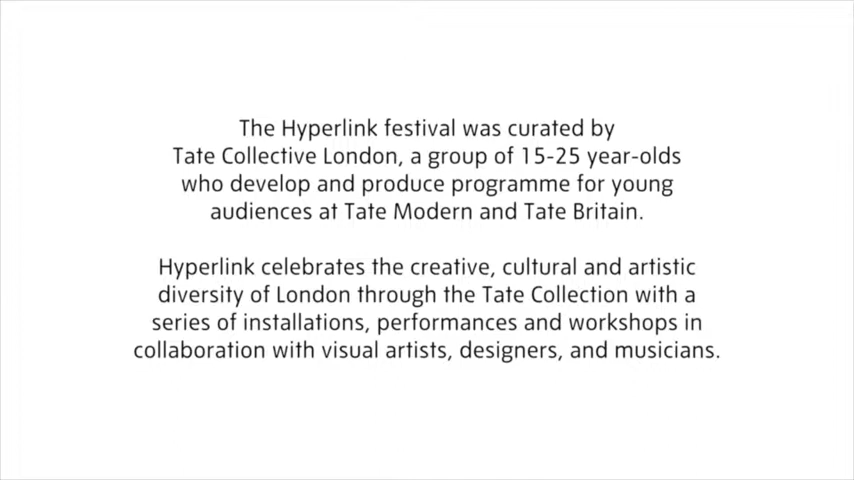 The Hyperlink festival was curated by
Tate Collective London, a group of 15-25 year-olds
who develop and produce programme for young
audiences at Tate Modern and Tate Britain.
Hyperlink celebrates the creative, cultural and artistic
diversity of London through the Tate Collection with a
series of installations, performances and workshops in
collaboration with visual artists, designers, and musicians.